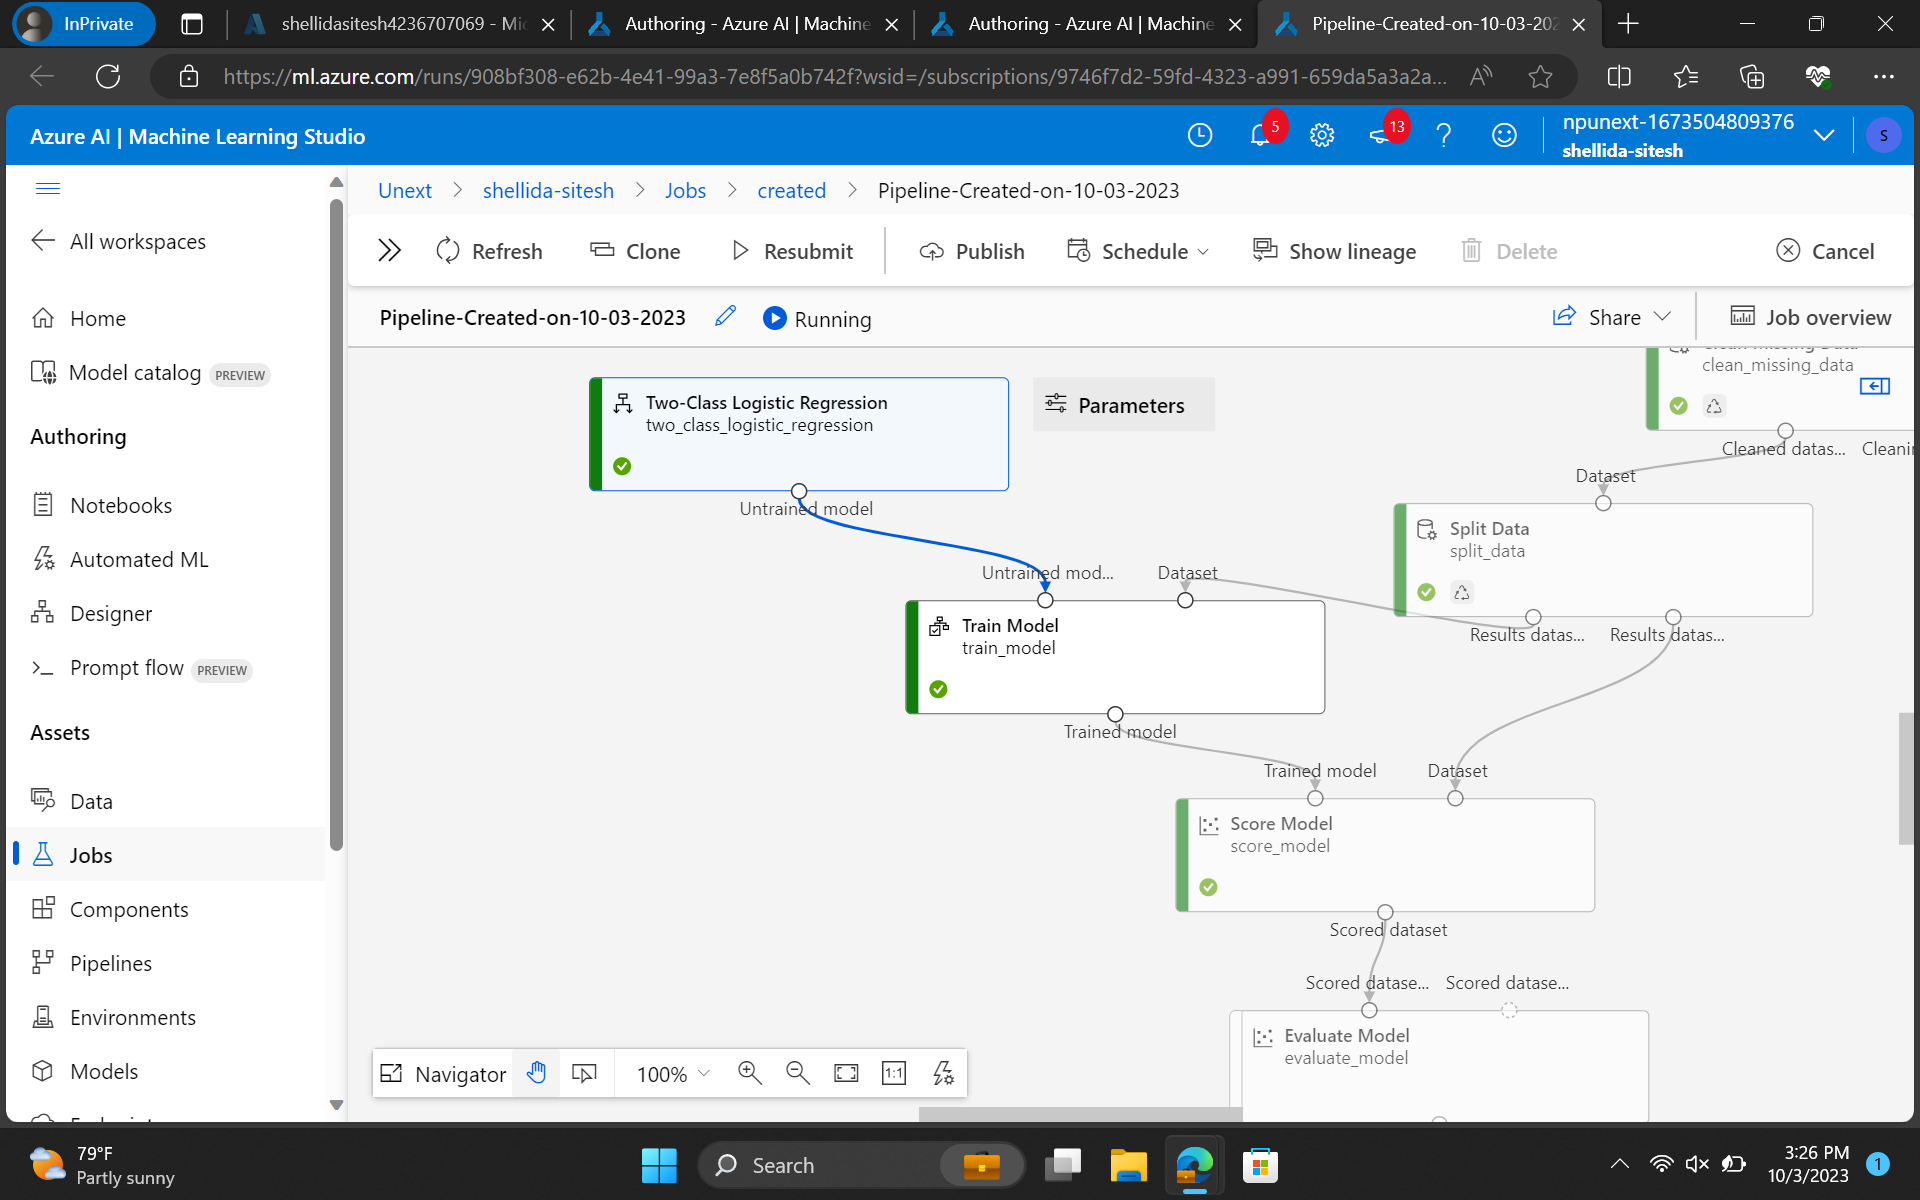 InPrivate
shellidasitesh4236707069 - Mic
Authoring - Azure AI | Machine
Authoring - Azure AI | Machine
Pipeline-Created-on-10-03-202
https://ml.azure.com/runs/908bf308-e62b-4e41-99a3-7e8f5a0b742f?wsid=/subscriptions/9746f7d2-59fd-4323-a991-659da5a3a2a...
Azure AI | Machine Learning Studio
5
13
npunext-1673504809376
shellida-sitesh
S
All workspaces
Home
Model catalog PREVIEW
Authoring
Notebooks
Automated ML
Designer
Prompt flow PREVIEW
Assets
Data
Jobs
Components
Pipelines
Environments
Models
Unext > shellida-sitesh > Jobs > created > Pipeline-Created-on-10-03-2023
Refresh
Clone
Resubmit
Publish
Schedule
Show lineage
Delete
Cancel
Pipeline-Created-on-10-03-2023
Running
Share
Job overview
clean_missing_data
Cleaned datas...
Cleanin
Two-Class Logistic Regression
two_class_logistic_regression
Parameters
Untrained model
Dataset
Split Data
split_data
Results datas...
Results datas...
Untrained mod...
Dataset
Train Model
train_model
Trained model
Trained model
Dataset
Score Model
score_model
Scored dataset
Scored datase...
Scored datase...
Evaluate Model
evaluate_model
Navigator
100%
1:1
79°F
Partly sunny
Search
3:26 PM
10/3/2023
1